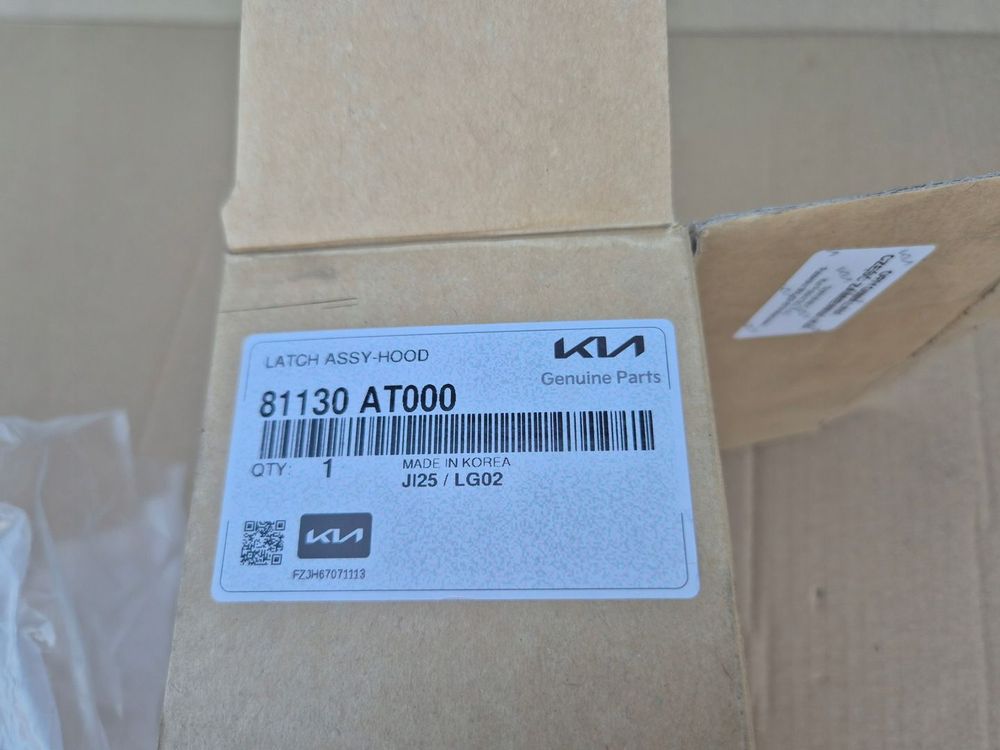 LATCH ASSY-HOOD
KIA
Genuine Parts
81130 AT000
QTY: 1
MADE IN KOREA
JI25 / LG02
KIA
FZJH67071113